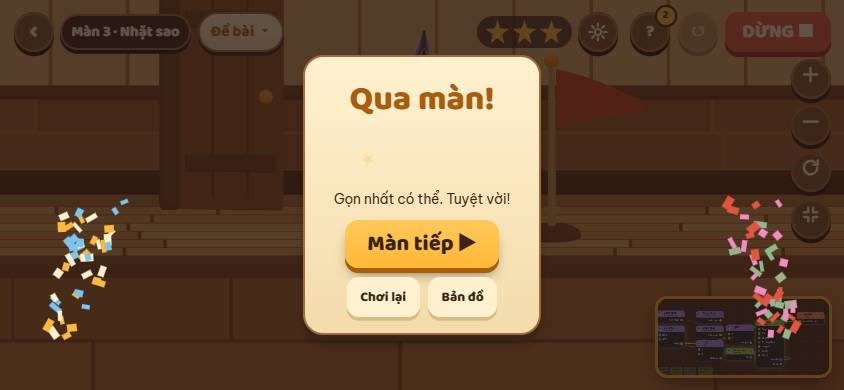 Màn 3 · Nhặt sao
Đề bài
2
?
DỪNG
Qua màn!
Gọn nhất có thể. Tuyệt vời!
Màn tiếp
Chơi lại
Bản đồ